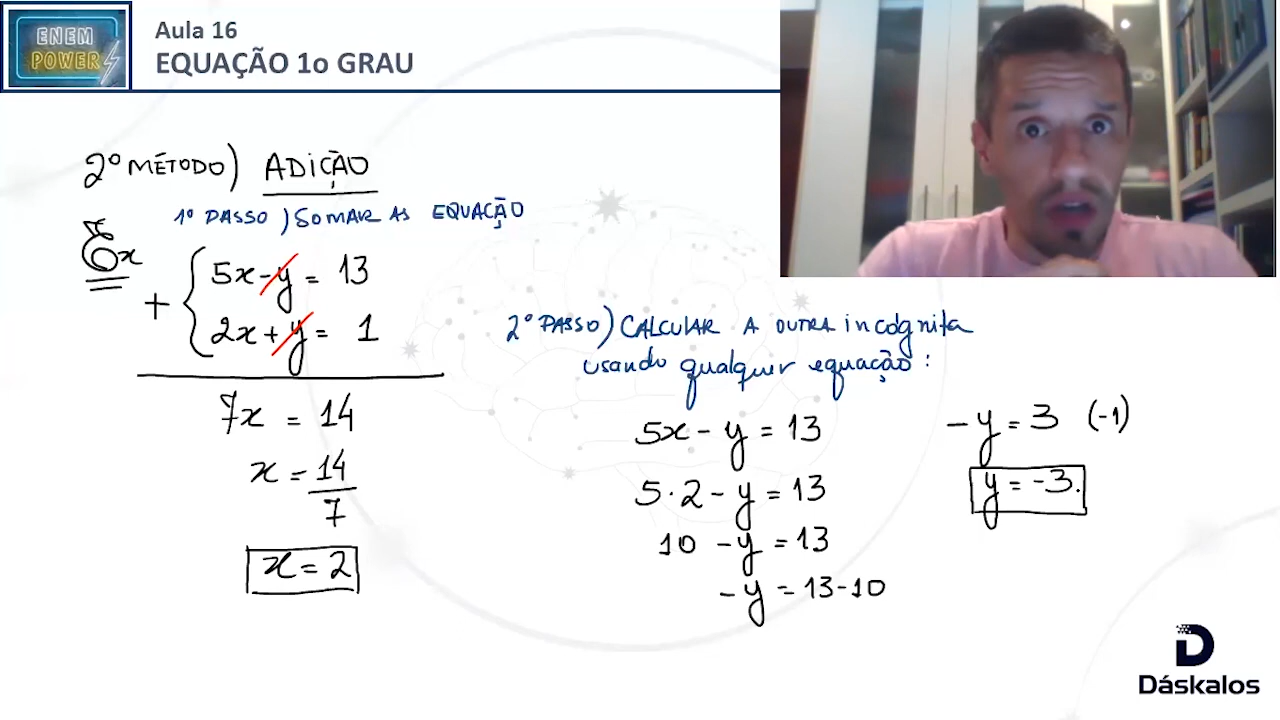 ENEM
POWER
Aula 16
EQUAÇÃO 1o GRAU
2º MÉTODO) ADIÇÃO
1º PASSO) SOMAR AS EQUAÇÃO
Ex
+ { 5x - y = 13
2x + y = 1
7x = 14
x = 14/7
x = 2
2º PASSO) CALCULAR A OUTRA incógnita
usando qualquer equação:
5x - y = 13
5·2 - y = 13
10 - y = 13
-y = 13-10
-y = 3 (-1)
y = -3.
Dáskalos